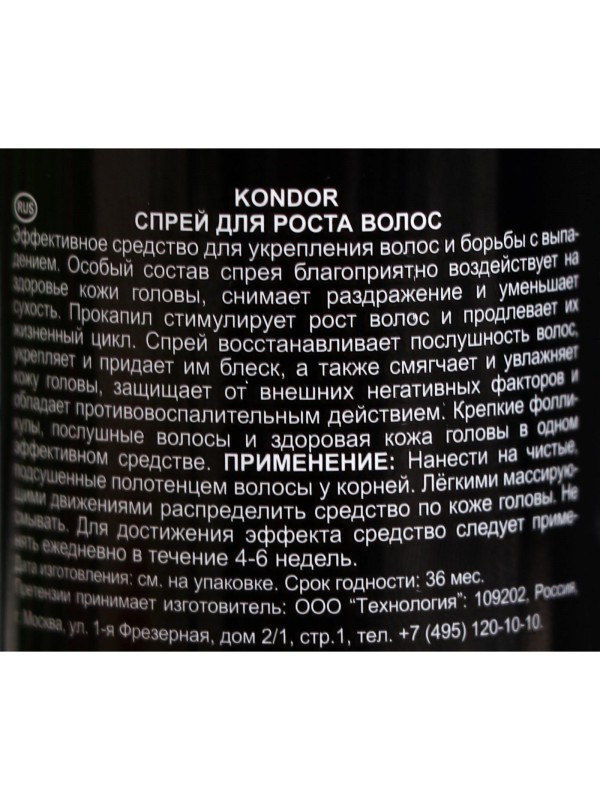 RUS
KONDOR
СПРЕЙ ДЛЯ РОСТА ВОЛОС
Эффективное средство для укрепления волос и борьбы с выпа-
дением. Особый состав спрея благоприятно воздействует на
здоровье кожи головы, снимает раздражение и уменьшает
сухость. Прокапил стимулирует рост волос и продлевает их
жизненный цикл. Спрей восстанавливает послушность волос,
укрепляет и придает им блеск, а также смягчает и увлажняет
кожу головы, защищает от внешних негативных факторов и
обладает противовоспалительным действием. Крепкие фолли-
кулы, послушные волосы и здоровая кожа головы в одном
эффективном средстве. ПРИМЕНЕНИЕ: Нанести на чистые,
подсушенные полотенцем волосы у корней. Лёгкими массирую-
щими движениями распределить средство по коже головы. Не
смывать. Для достижения эффекта средство следует приме-
нять ежедневно в течение 4-6 недель.
Дата изготовления: см. на упаковке. Срок годности: 36 мес.
Претензии принимает изготовитель: ООО "Технология": 109202, Россия,
г. Москва, ул. 1-я Фрезерная, дом 2/1, стр.1, тел. +7 (495) 120-10-10.